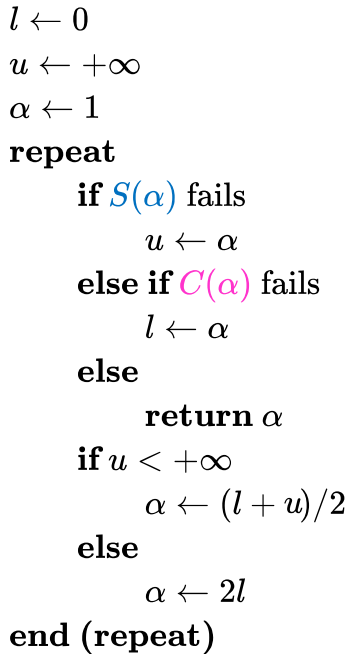 l ← 0
u ← +∞
α ← 1
repeat
if S(α) fails
u ← α
else if C(α) fails
l ← α
else
return α
if u < +∞
α ← (l + u)/2
else
α ← 2l
end (repeat)